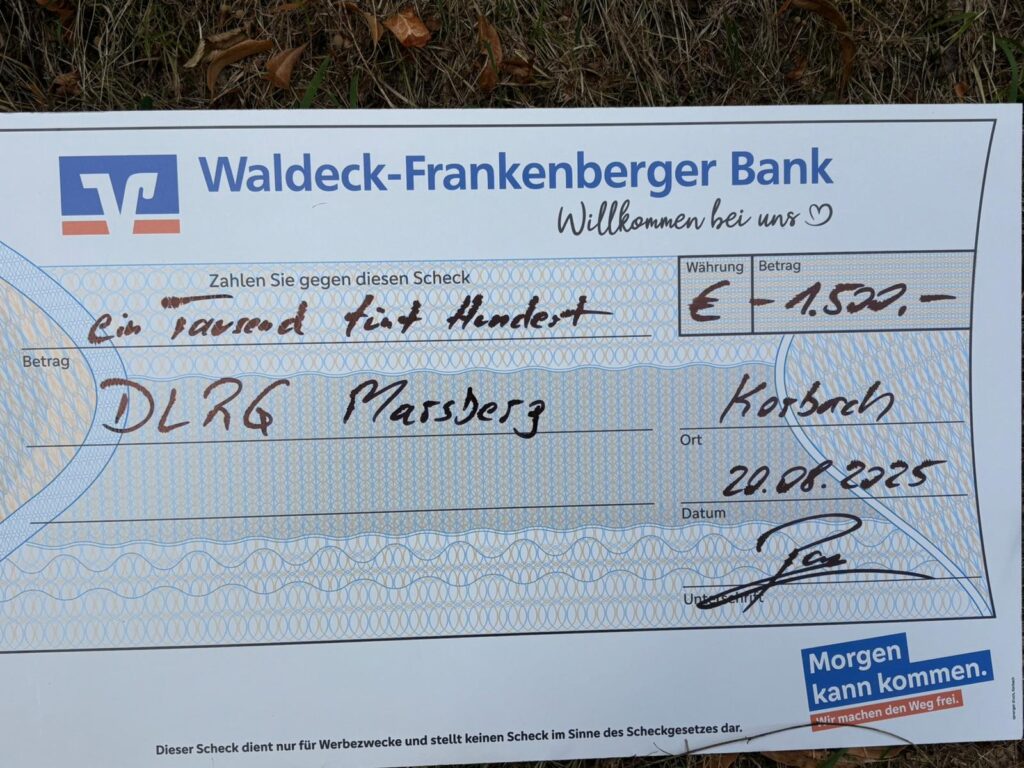 Waldeck-Frankenberger Bank
Willkommen bei uns
Zahlen Sie gegen diesen Scheck
Währung
Betrag
ein Tausend fünf Hundert
€
- 1.500,-
Betrag
DLRG Marsberg
Korbach
Ort
20.08.2025
Datum
Unterschrift
Morgen
kann kommen.
Wir machen den Weg frei.
Dieser Scheck dient nur für Werbezwecke und stellt keinen Scheck im Sinne des Scheckgesetzes dar.